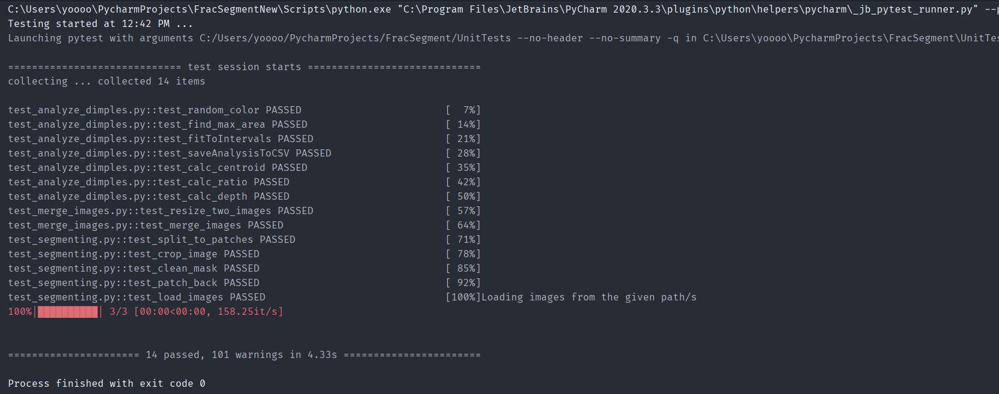 C:\Users\yoooo\PycharmProjects\FracSegmentNew\Scripts\python.exe "C:\Program Files\JetBrains\PyCharm 2020.3.3\plugins\python\helpers\pycharm\_jb_pytest_runner.py" --p
Testing started at 12:42 PM ...
Launching pytest with arguments C:/Users/yoooo/PycharmProjects/FracSegment/UnitTests --no-header --no-summary -q in C:\Users\yoooo\PycharmProjects\FracSegment\UnitTes
============================= test session starts =============================
collecting ... collected 14 items
test_analyze_dimples.py::test_random_color PASSED [  7%]
test_analyze_dimples.py::test_find_max_area PASSED [ 14%]
test_analyze_dimples.py::test_fitToIntervals PASSED [ 21%]
test_analyze_dimples.py::test_saveAnalysisToCSV PASSED [ 28%]
test_analyze_dimples.py::test_calc_centroid PASSED [ 35%]
test_analyze_dimples.py::test_calc_ratio PASSED [ 42%]
test_analyze_dimples.py::test_calc_depth PASSED [ 50%]
test_merge_images.py::test_resize_two_images PASSED [ 57%]
test_merge_images.py::test_merge_images PASSED [ 64%]
test_segmenting.py::test_split_to_patches PASSED [ 71%]
test_segmenting.py::test_crop_image PASSED [ 78%]
test_segmenting.py::test_clean_mask PASSED [ 85%]
test_segmenting.py::test_patch_back PASSED [ 92%]
test_segmenting.py::test_load_images PASSED [100%]Loading images from the given path/s
100%|██████████| 3/3 [00:00<00:00, 158.25it/s]
====================== 14 passed, 101 warnings in 4.33s =======================
Process finished with exit code 0